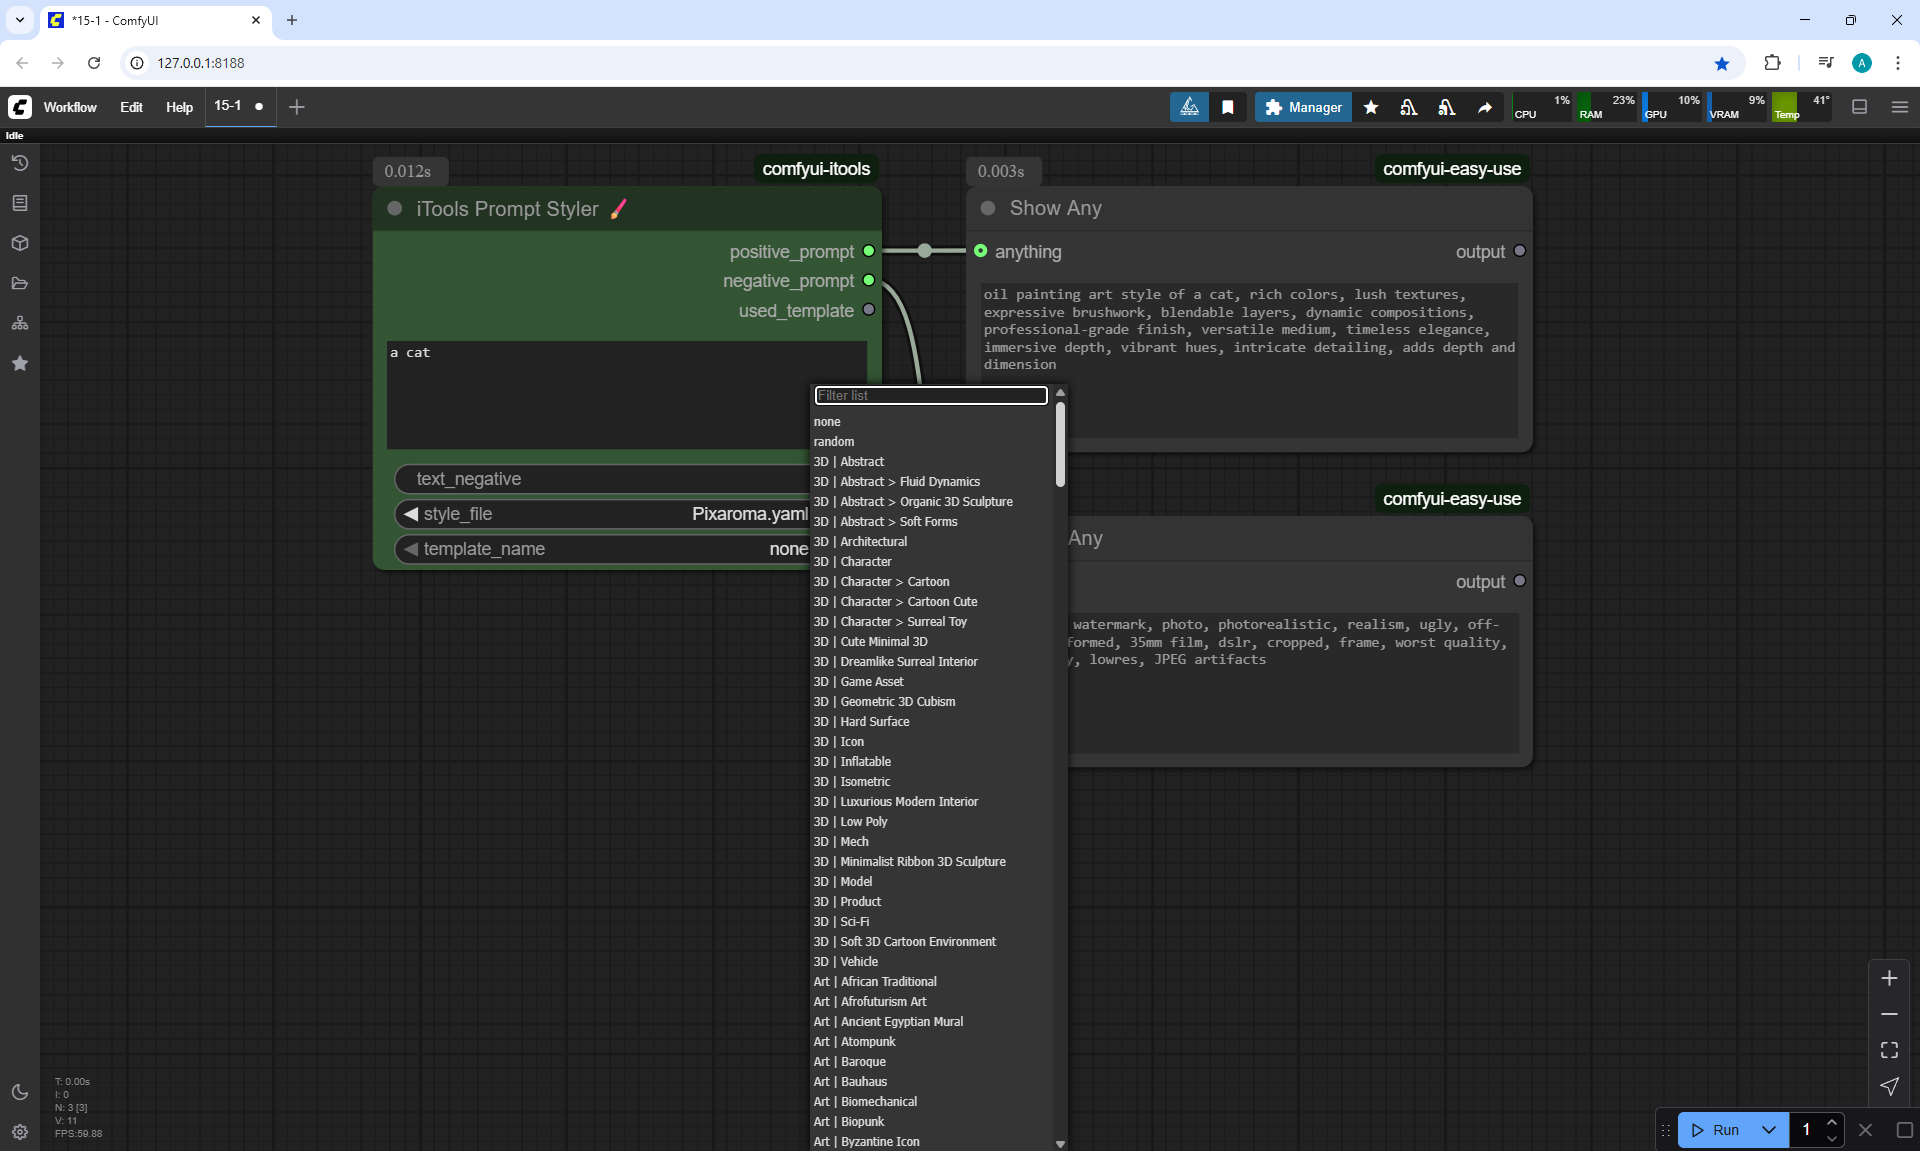 *15-1 - ComfyUI
127.0.0.1:8188
A
Workflow
Edit
Help
15-1
Manager
CPU 1%
RAM 23%
GPU 10%
VRAM 9%
Temp 41°
Idle
0.012s
comfyui-itools
iTools Prompt Styler
positive_prompt
negative_prompt
used_template
a cat
text_negative
style_file
Pixaroma.yaml
template_name
none
0.003s
comfyui-easy-use
Show Any
anything
output
oil painting art style of a cat, rich colors, lush textures,
expressive brushwork, blendable layers, dynamic compositions,
professional-grade finish, versatile medium, timeless elegance,
immersive depth, vibrant hues, intricate detailing, adds depth and
dimension
comfyui-easy-use
Any
output
watermark, photo, photorealistic, realism, ugly, off-
formed, 35mm film, dslr, cropped, frame, worst quality,
y, lowres, JPEG artifacts
Filter list
none
random
3D | Abstract
3D | Abstract > Fluid Dynamics
3D | Abstract > Organic 3D Sculpture
3D | Abstract > Soft Forms
3D | Architectural
3D | Character
3D | Character > Cartoon
3D | Character > Cartoon Cute
3D | Character > Surreal Toy
3D | Cute Minimal 3D
3D | Dreamlike Surreal Interior
3D | Game Asset
3D | Geometric 3D Cubism
3D | Hard Surface
3D | Icon
3D | Inflatable
3D | Isometric
3D | Luxurious Modern Interior
3D | Low Poly
3D | Mech
3D | Minimalist Ribbon 3D Sculpture
3D | Model
3D | Product
3D | Sci-Fi
3D | Soft 3D Cartoon Environment
3D | Vehicle
Art | African Traditional
Art | Afrofuturism Art
Art | Ancient Egyptian Mural
Art | Atompunk
Art | Baroque
Art | Bauhaus
Art | Biomechanical
Art | Biopunk
Art | Byzantine Icon
T: 0.00s
I: 0
N: 3 [3]
V: 11
FPS:59.88
Run
1